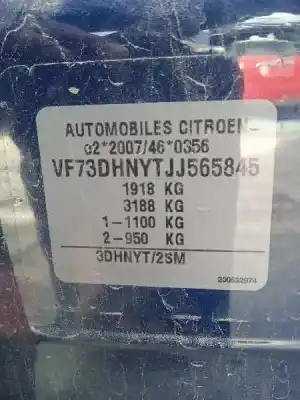 AUTOMOBILES CITROEN
e2*2007/46*0356
VF73DHNYTJJ565845
1918 KG
3188 KG
1-1100 KG
2-950 KG
3DHNYT/2SM